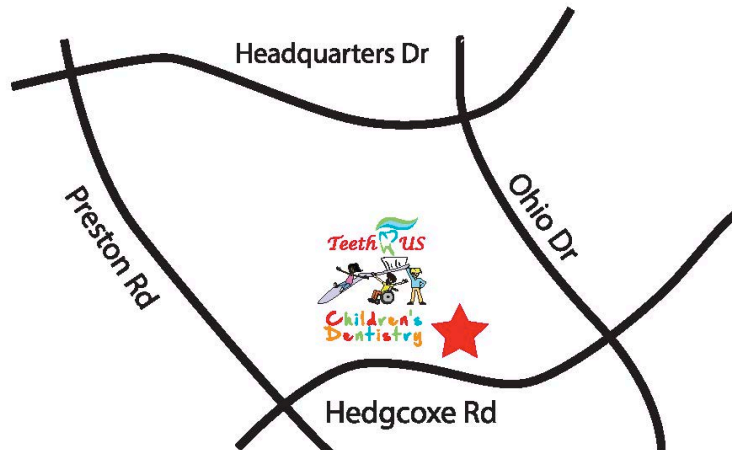 Headquarters Dr
Preston Rd
Ohio Dr
Teeth R US
Children's
Dentistry
Hedgcoxe Rd